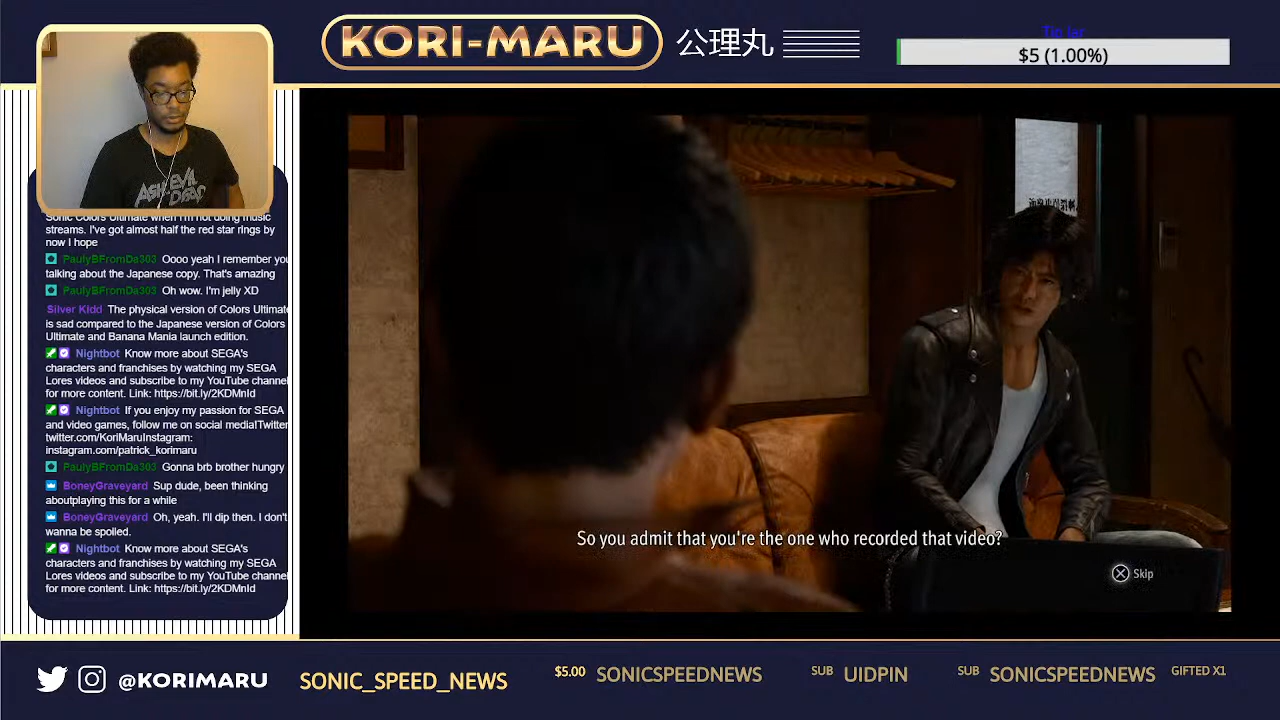 KORI-MARU
公理丸
Tip Jar
$5 (1.00%)
ASH EVIL DEAD
Sonic Colors Ultimate when I'm not doing music
streams. I've got almost half the red star rings by
now I hope
PaulyBFromDa303 Oooo yeah I remember you
talking about the Japanese copy. That's amazing
PaulyBFromDa303 Oh wow. I'm jelly XD
Silver Kidd The physical version of Colors Ultimate
is sad compared to the Japanese version of Colors
Ultimate and Banana Mania launch edition.
Nightbot Know more about SEGA's
characters and franchises by watching my SEGA
Lores videos and subscribe to my YouTube channel
for more content. Link: https://bit.ly/2KDMnld
Nightbot If you enjoy my passion for SEGA
and video games, follow me on social media!Twitter:
twitter.com/KoriMaruInstagram:
instagram.com/patrick_korimaru
PaulyBFromDa303 Gonna brb brother hungry
BoneyGraveyard Sup dude, been thinking
aboutplaying this for a while
BoneyGraveyard Oh, yeah. I'll dip then. I don't
wanna be spoiled.
Nightbot Know more about SEGA's
characters and franchises by watching my SEGA
Lores videos and subscribe to my YouTube channel
for more content. Link: https://bit.ly/2KDMnld
So you admit that you're the one who recorded that video?
Skip
@KORIMARU
SONIC_SPEED_NEWS
$5.00 SONICSPEEDNEWS
SUB UIDPIN
SUB SONICSPEEDNEWS GIFTED X1